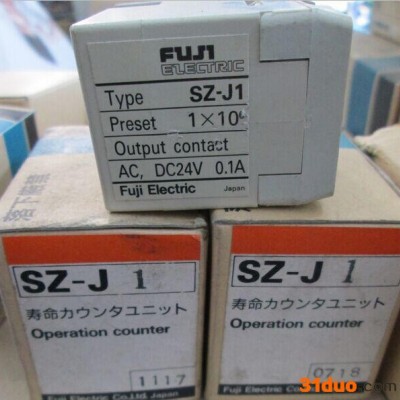 FUJI
ELECTRIC
Type SZ-J1
Preset 1×10⁶
Output contact
AC, DC24V 0.1A
Fuji Electric Japan
SZ-J 1
寿命カウンタユニット
Operation counter
1117
Fuji Electric Co.,Ltd. Japan
SZ-J 1
寿命カウンタユニット
Operation counter
0718
Fuji Electric Co.
31duo.com